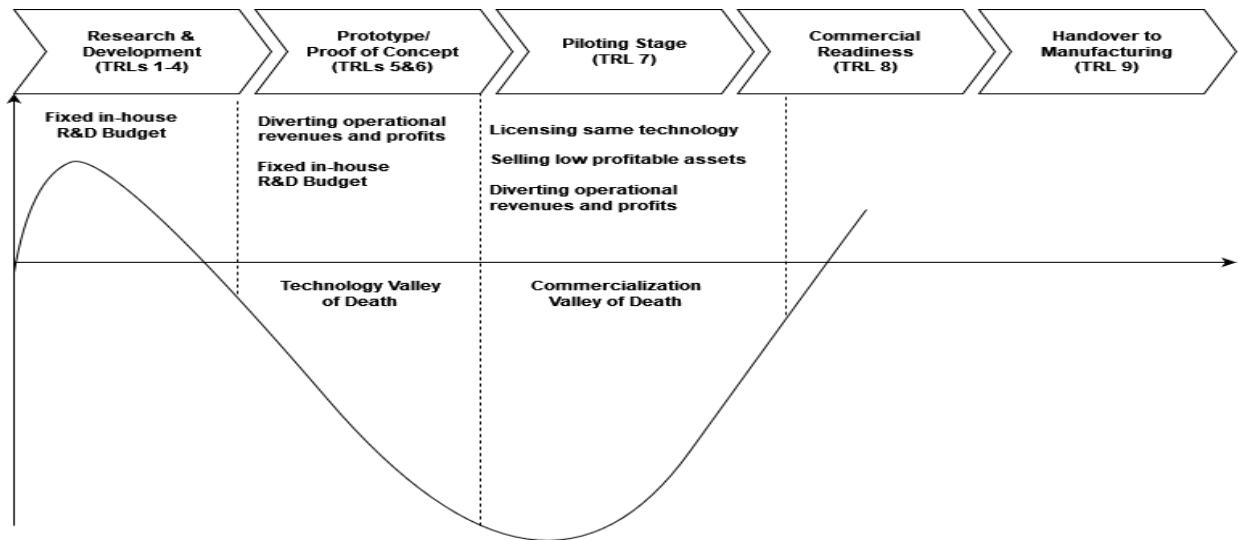 Research &
Development
(TRLs 1-4)
Prototype/
Proof of Concept
(TRLs 5&6)
Piloting Stage
(TRL 7)
Commercial
Readiness
(TRL 8)
Handover to
Manufacturing
(TRL 9)
Fixed in-house
R&D Budget
Diverting operational
revenues and profits
Fixed in-house
R&D Budget
Licensing same technology
Selling low profitable assets
Diverting operational
revenues and profits
Technology Valley
of Death
Commercialization
Valley of Death